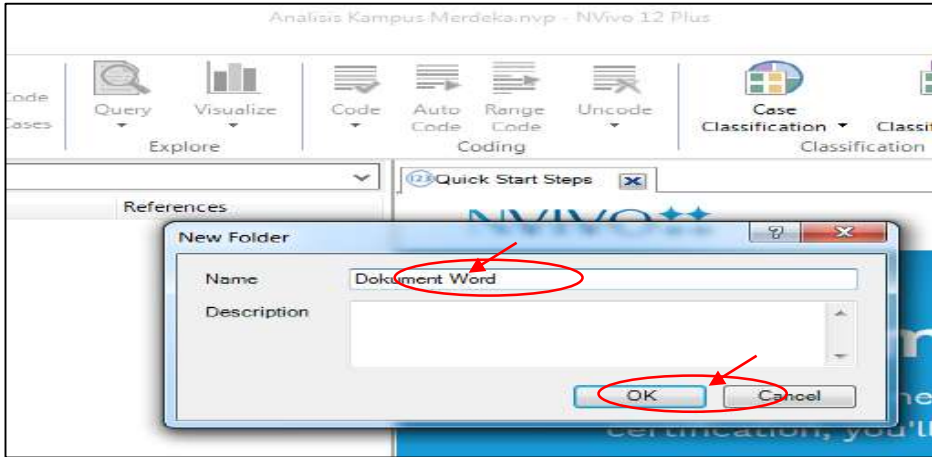 Analisis Kampus Merdeka.nvp - NVivo 12 Plus
Code
Cases
Query
Visualize
Explore
Code
Auto Code
Range Code
Uncode
Coding
Case Classification
Classification
Quick Start Steps
References
NVIVO
New Folder
Name
Dokument Word
Description
OK
Cancel
certification, you'll